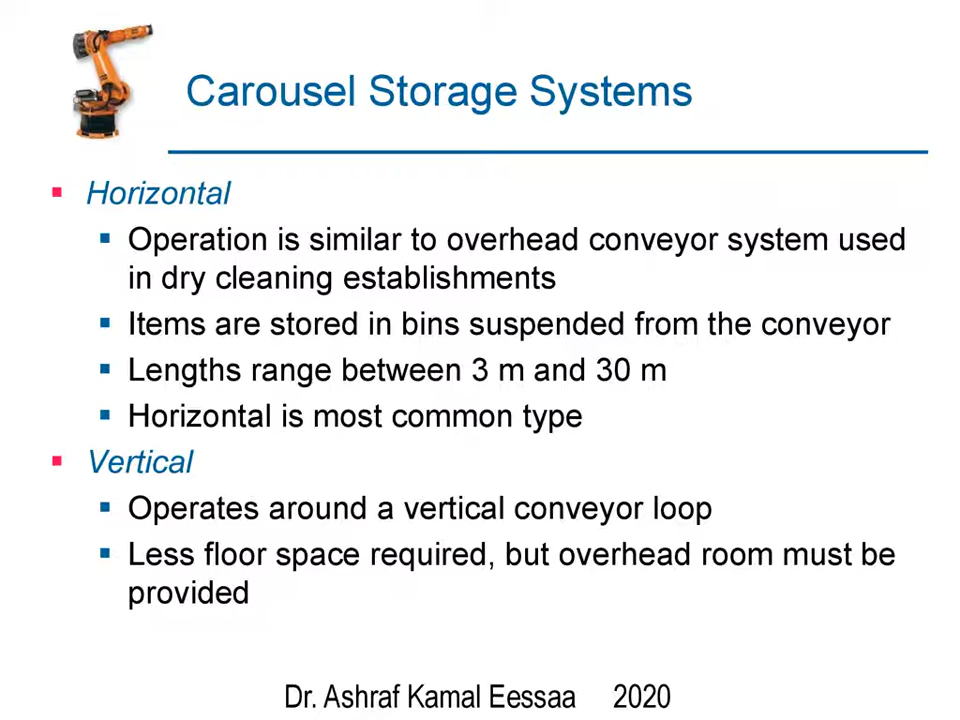 Carousel Storage Systems
Horizontal
Operation is similar to overhead conveyor system used
in dry cleaning establishments
Items are stored in bins suspended from the conveyor
Lengths range between 3 m and 30 m
Horizontal is most common type
Vertical
Operates around a vertical conveyor loop
Less floor space required, but overhead room must be
provided
Dr. Ashraf Kamal Eessaa 2020